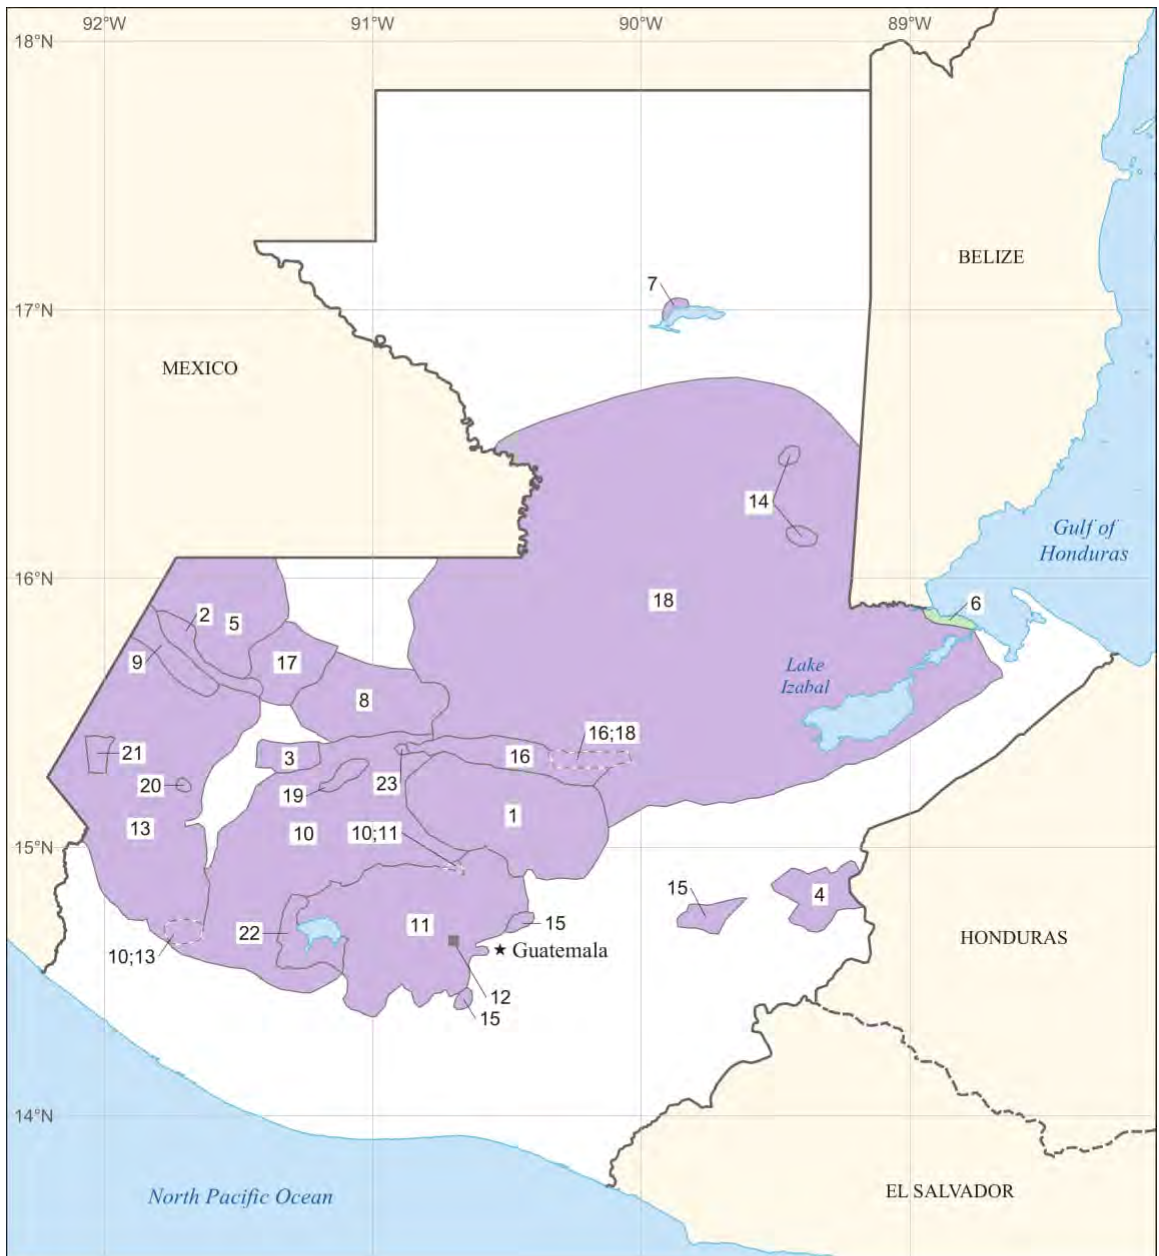 92°W
91°W
90°W
89°W
18°N
BELIZE
7
17°N
MEXICO
14
Gulf of
Honduras
16°N
18
6
2
5
9
17
Lake
Izabal
8
16;18
21
3
16
20
19
23
1
13
10
10;11
15°N
15
4
11
15
22
Guatemala
HONDURAS
10;13
12
15
14°N
North Pacific Ocean
EL SALVADOR